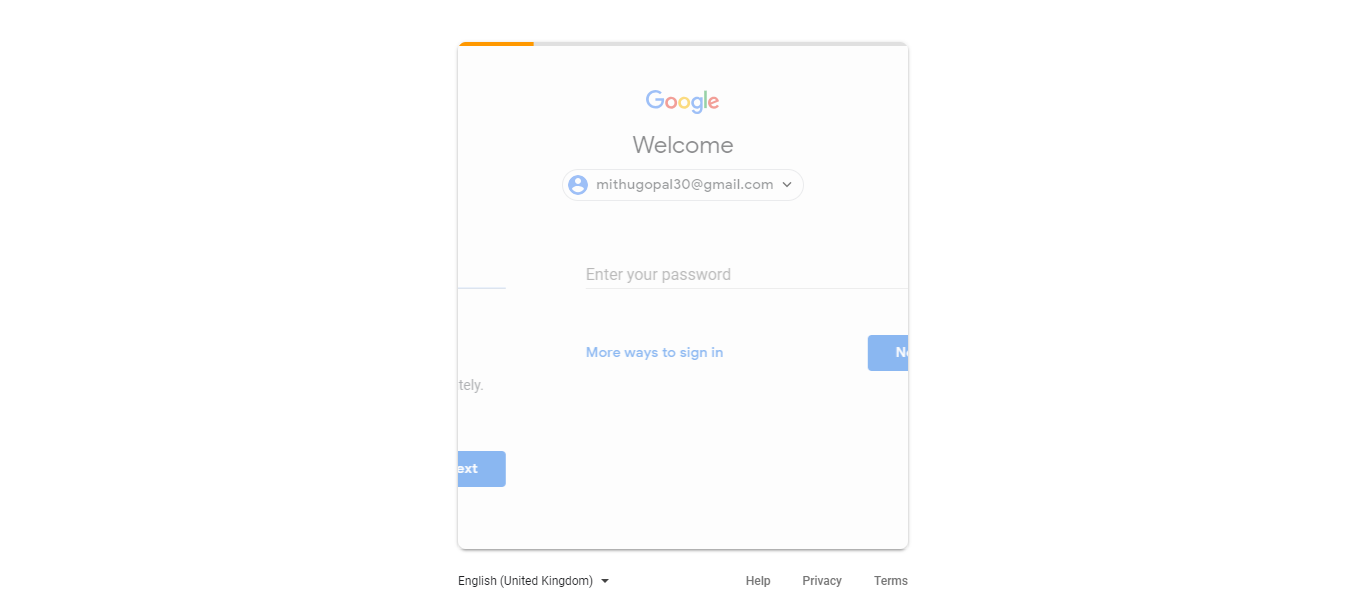 Google
Welcome
mithugopal30@gmail.com
Enter your password
More ways to sign in
tely.
ext
English (United Kingdom)
Help
Privacy
Terms